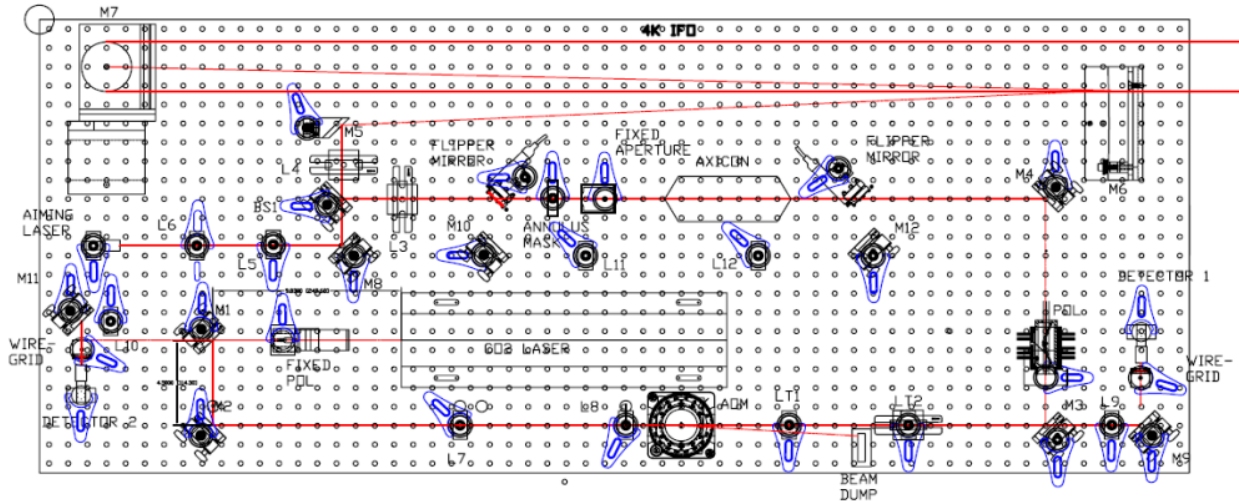 M7
4K IFO
M5
FLIPPER
MIRROR
FIXED
APERTURE
AXICON
FLIPPER
MIRROR
L4
M4
M6
BS1
AIMING
LASER
L6
L3
M10
ANNULUS
MASK
M12
L5
L11
L12
M8
M11
M1
DETECTOR 1
POL
L10
WIRE-
GRID
602 LASER
FIXED
POL
WIRE-
GRID
M2
DETECTOR 2
L8
AOM
LT1
LT2
M3
L9
L7
M9
BEAM
DUMP